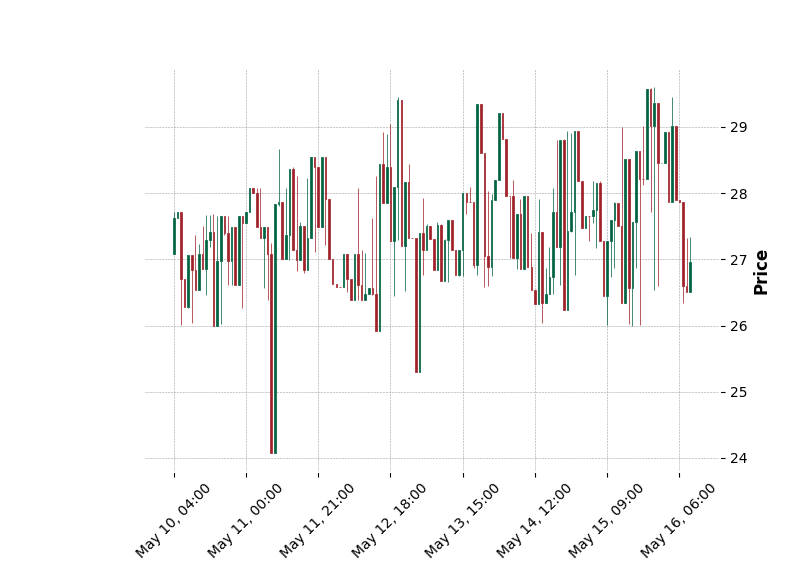 29
28
27
26
25
24
Price
May 10, 04:00
May 11, 00:00
May 11, 21:00
May 12, 18:00
May 13, 15:00
May 14, 12:00
May 15, 09:00
May 16, 06:00